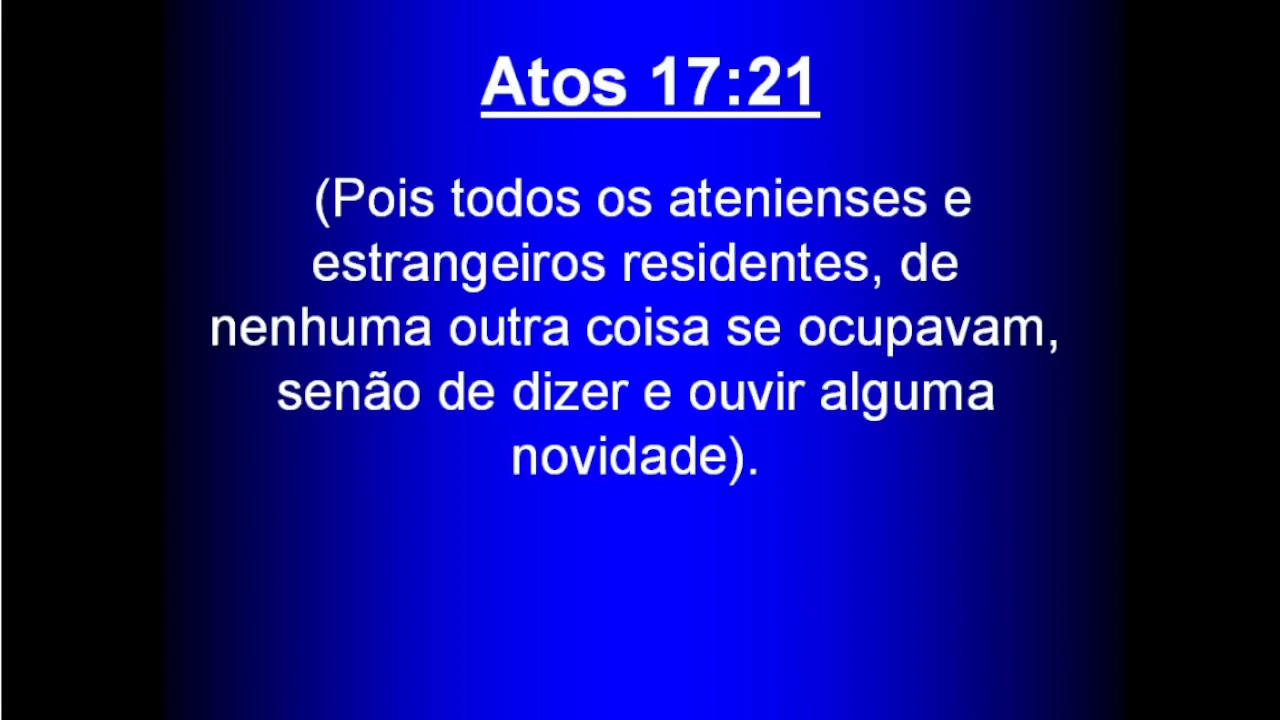 Atos 17:21
(Pois todos os atenienses e
estrangeiros residentes, de
nenhuma outra coisa se ocupavam,
senão de dizer e ouvir alguma
novidade).